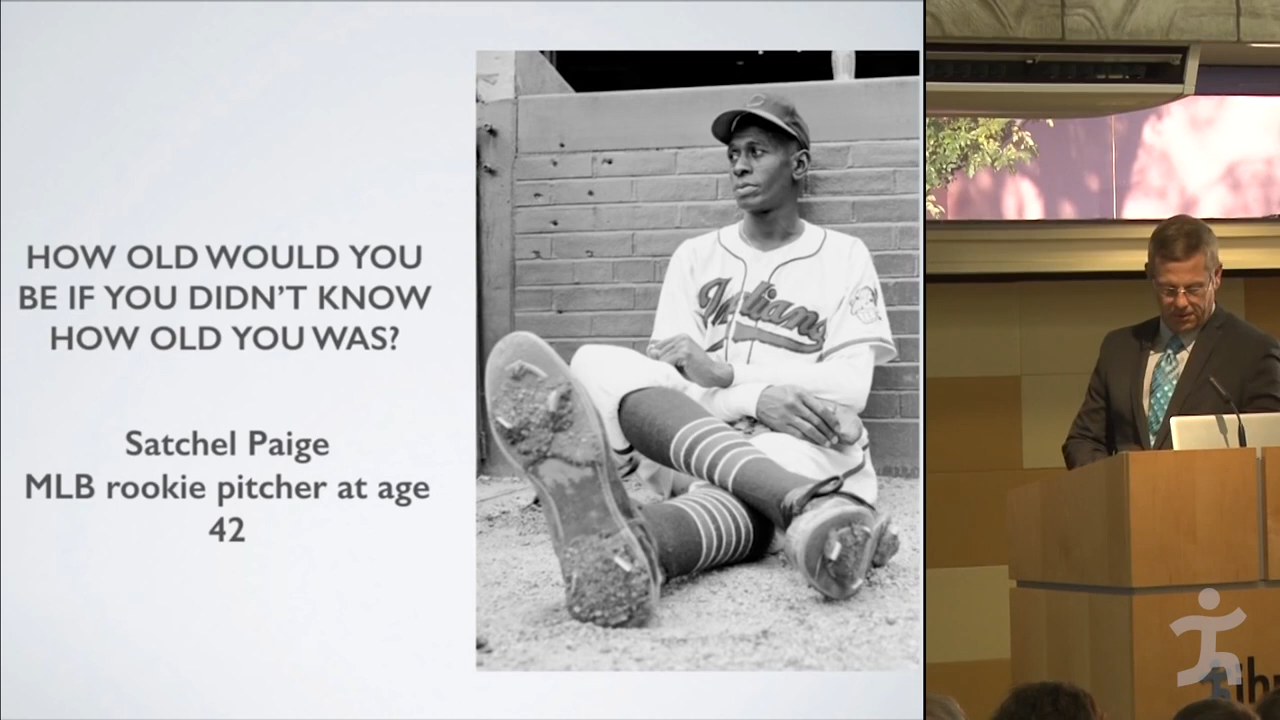 HOW OLD WOULD YOU
BE IF YOU DIDN'T KNOW
HOW OLD YOU WAS?
Satchel Paige
MLB rookie pitcher at age
42
Indians
C